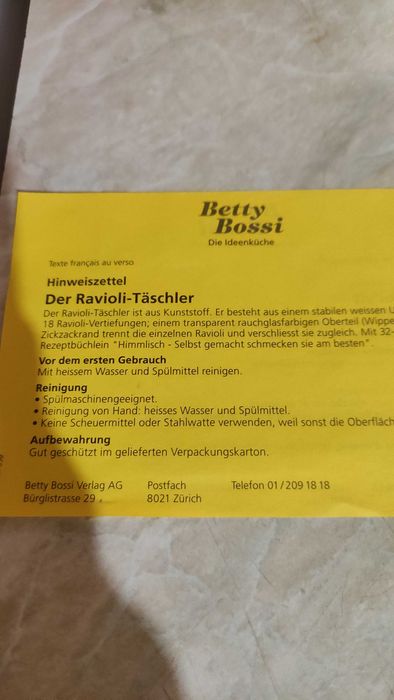 Betty
Bossi
Die Ideenküche
Texte français au verso
Hinweiszettel
Der Ravioli-Täschler
Der Ravioli-Täschler ist aus Kunststoff. Er besteht aus einem stabilen weissen U
18 Ravioli-Vertiefungen; einem transparent rauchglasfarbigen Oberteil (Wippe
Zickzackrand trennt die einzelnen Ravioli und verschliesst sie zugleich. Mit 32-
Rezeptbüchlein "Himmlisch - Selbst gemacht schmecken sie am besten".
Vor dem ersten Gebrauch
Mit heissem Wasser und Spülmittel reinigen.
Reinigung
• Spülmaschinengeeignet.
• Reinigung von Hand: heisses Wasser und Spülmittel.
• Keine Scheuermittel oder Stahlwatte verwenden, weil sonst die Oberfläch
Aufbewahrung
Gut geschützt im gelieferten Verpackungskarton.
Betty Bossi Verlag AG Postfach Telefon 01/209 18 18
Bürglistrasse 29 8021 Zürich